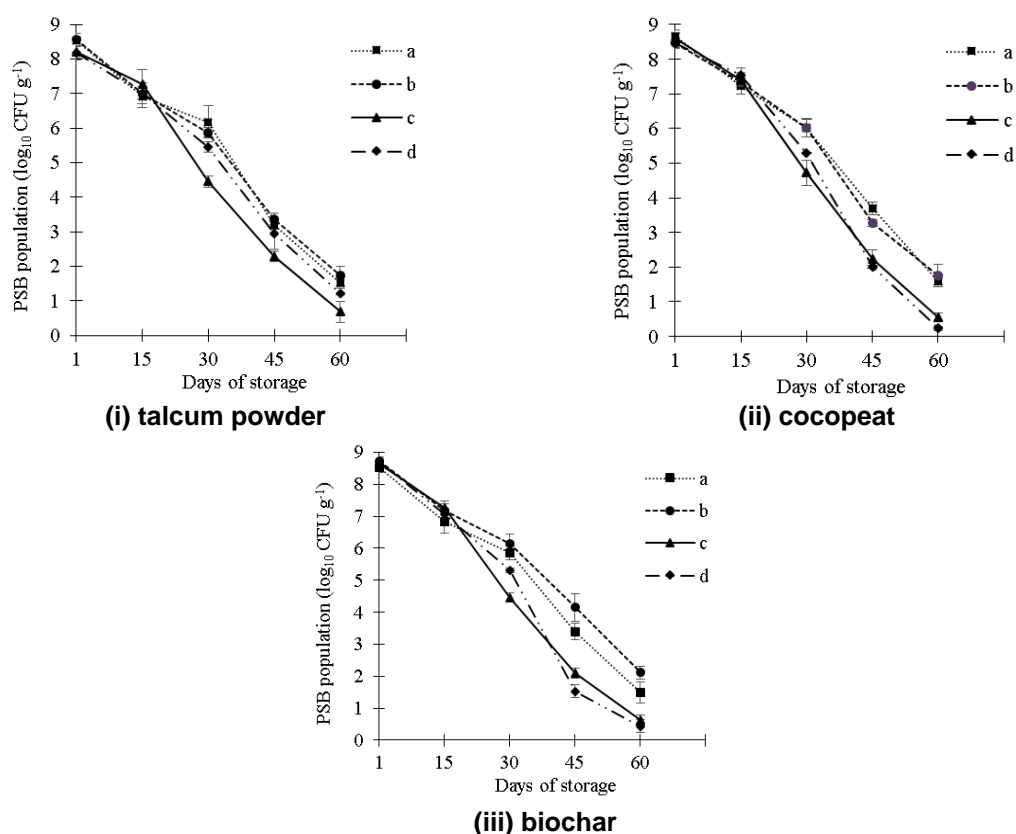 PSB population (log₁₀ CFU g⁻¹)
9
8
7
6
5
4
3
2
1
0
1 15 30 45 60
Days of storage
a
b
c
d
(i) talcum powder
PSB population (log₁₀ CFU g⁻¹)
9
8
7
6
5
4
3
2
1
0
1 15 30 45 60
Days of storage
a
b
c
d
(ii) cocopeat
PSB population (log₁₀ CFU g⁻¹)
9
8
7
6
5
4
3
2
1
0
1 15 30 45 60
Days of storage
a
b
c
d
(iii) biochar